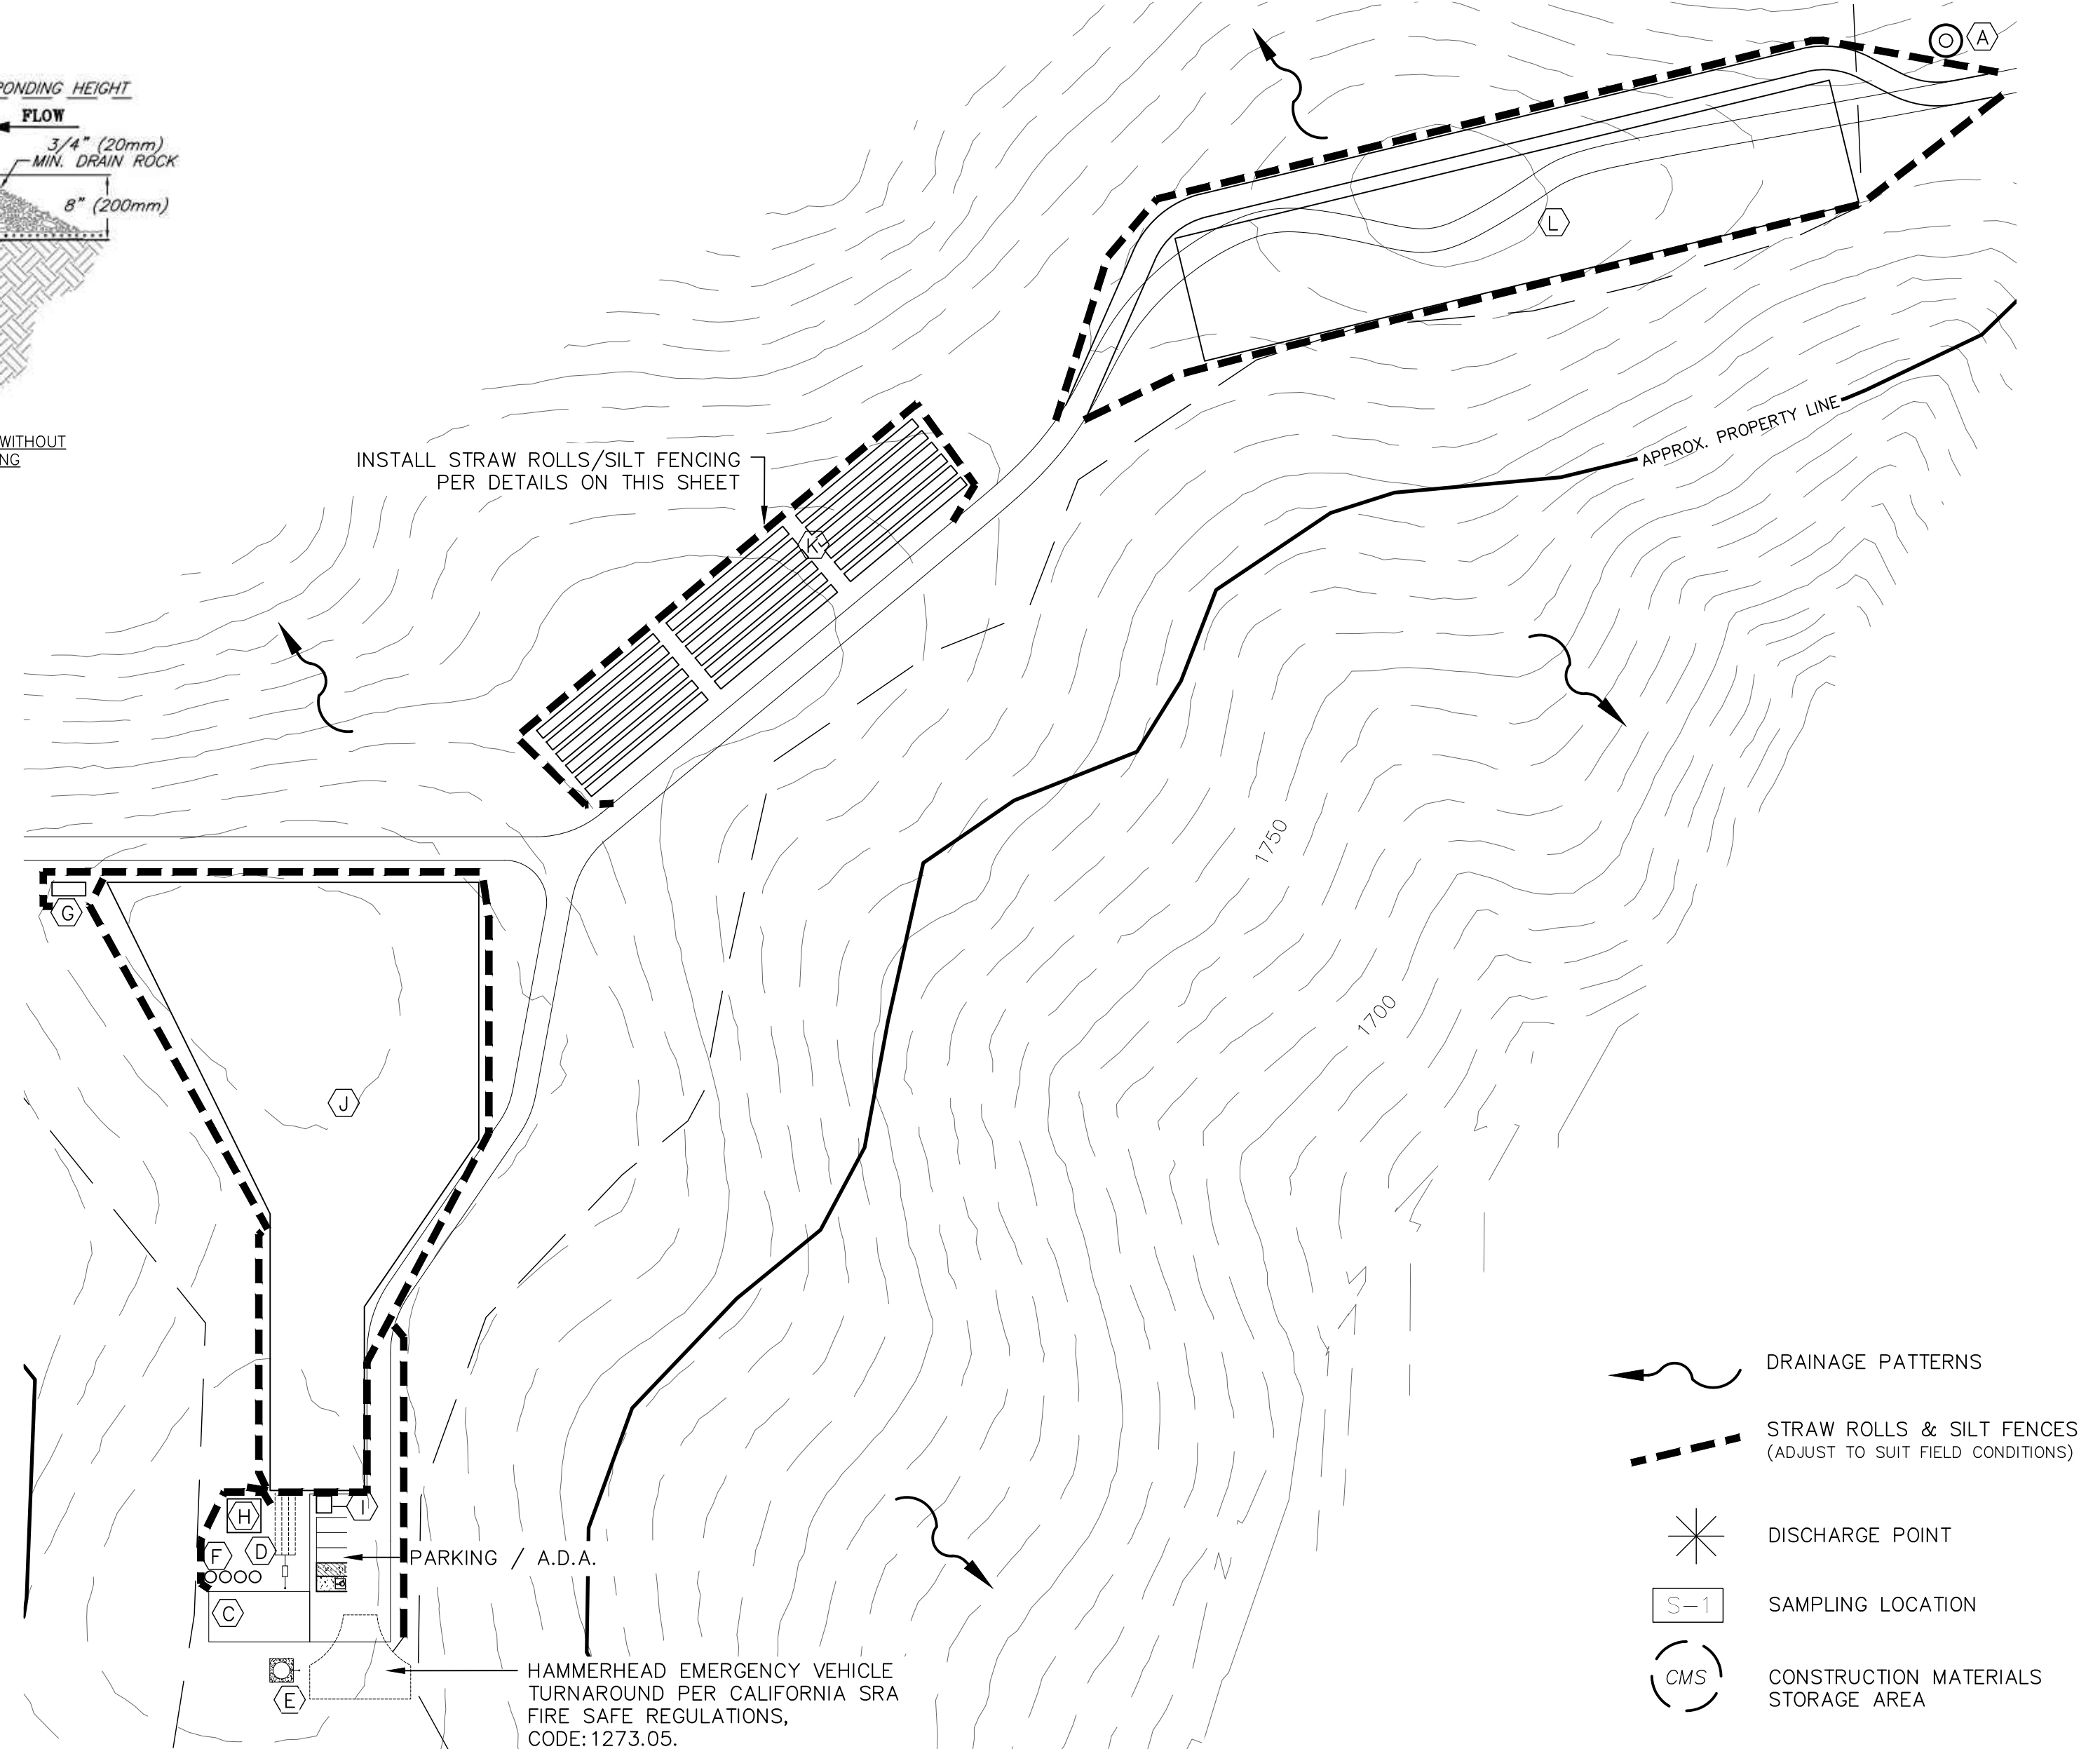 PONDING HEIGHT
FLOW
3/4" (20mm)
MIN. DRAIN ROCK
8" (200mm)
WITHOUT
NG
A
L
INSTALL STRAW ROLLS/SILT FENCING
PER DETAILS ON THIS SHEET
K
APPROX. PROPERTY LINE
1750
1700
G
J
H
I
F
D
C
E
PARKING / A.D.A.
HAMMERHEAD EMERGENCY VEHICLE
TURNAROUND PER CALIFORNIA SRA
FIRE SAFE REGULATIONS,
CODE:1273.05.
DRAINAGE PATTERNS
STRAW ROLLS & SILT FENCES
(ADJUST TO SUIT FIELD CONDITIONS)
DISCHARGE POINT
S-1
SAMPLING LOCATION
CMS
CONSTRUCTION MATERIALS
STORAGE AREA